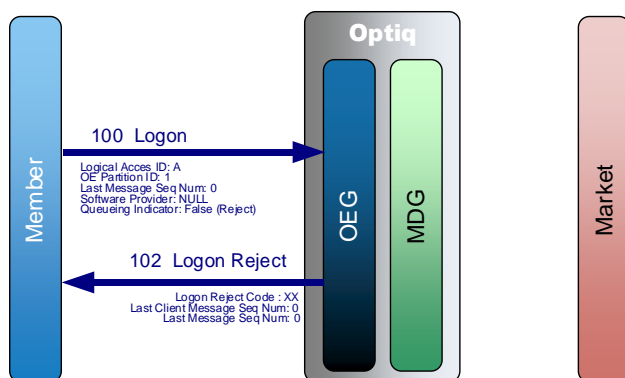 Optiq
Member
100 Logon
Logical Acces ID: A
OE Partition ID: 1
Last Message Seq Num: 0
Software Provider: NULL
Queueing Indicator: False (Reject)
OEG
MDG
Market
102 Logon Reject
Logon Reject Code : XX
Last Client Message Seq Num: 0
Last Message Seq Num: 0